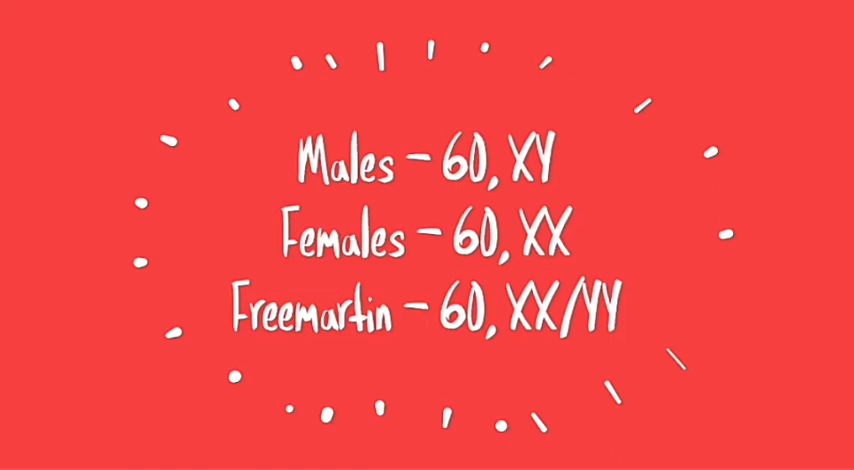 Males – 60, XY
Females – 60, XX
Freemartin – 60, XX/YY